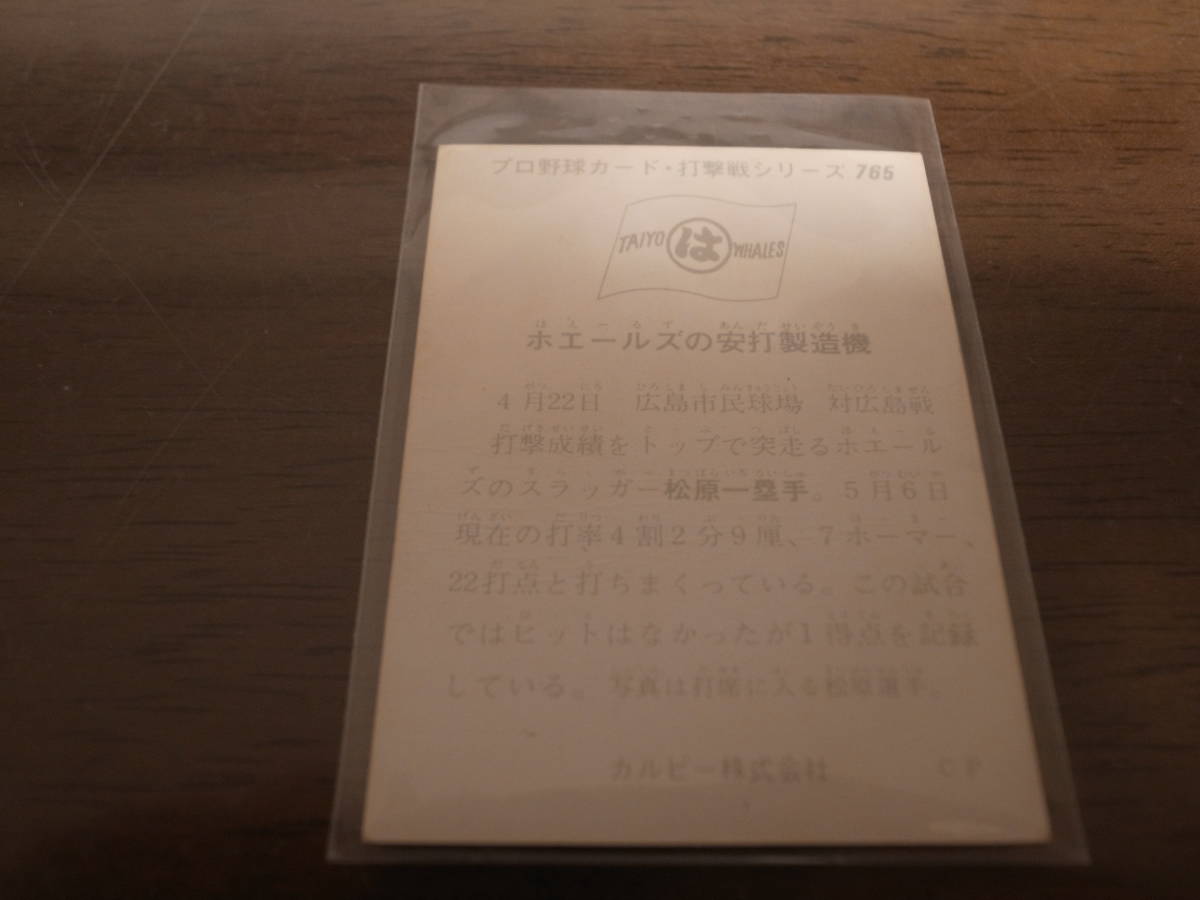 プロ野球カード・打撃戦シリーズ 765
TAIYO は WHALES
ホエールズの安打製造機
4月22日 広島市民球場 対広島戦
打撃成績をトップで突走るホエール
ズのスラッガー松原一塁手。5月6日
現在の打率4割2分9厘、7ホーマー、
22打点と打ちまくっている。この試合
ではヒットはなかったが1得点を記録
している。写真は打席に入る松原選手。
カルビー株式会社 CP